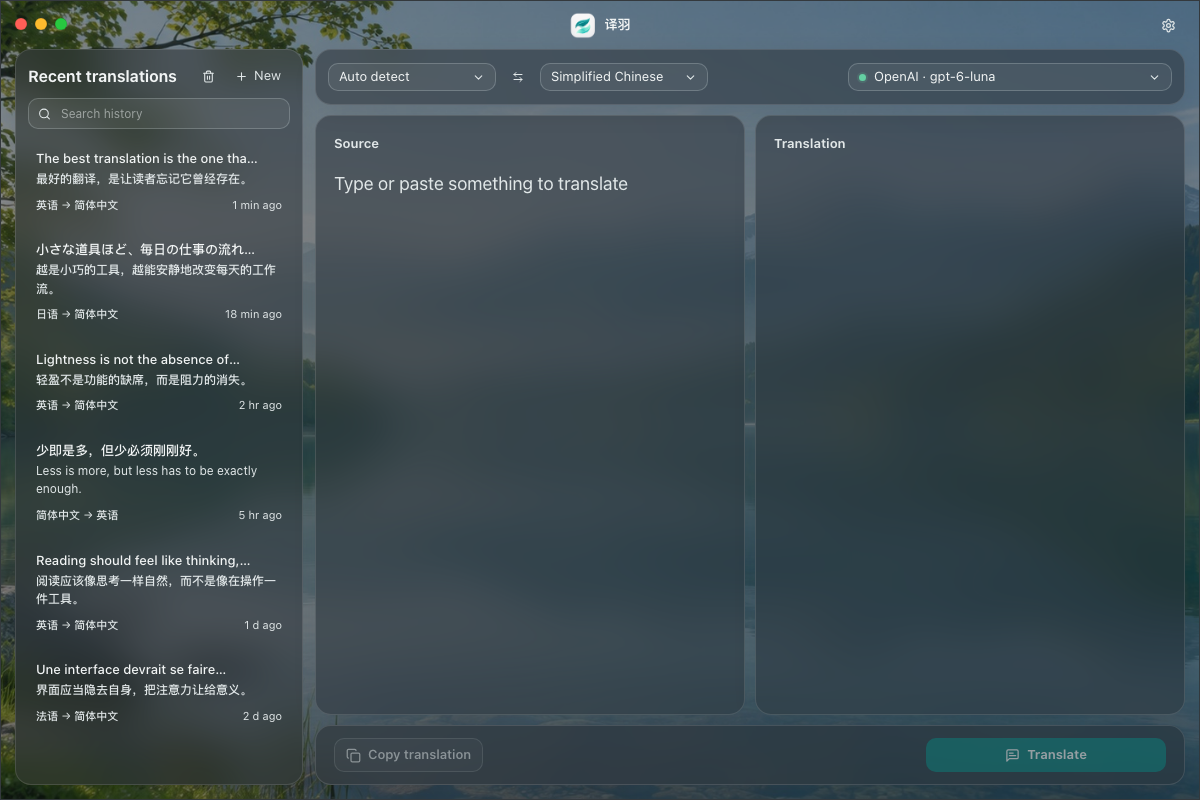 译羽
Recent translations
New
Search history
The best translation is the one tha...
最好的翻译，是让读者忘记它曾经存在。
英语 → 简体中文
1 min ago
小さな道具ほど、毎日の仕事の流れ...
越是小巧的工具，越能安静地改变每天的工作
流。
日语 → 简体中文
18 min ago
Lightness is not the absence of...
轻盈不是功能的缺席，而是阻力的消失。
英语 → 简体中文
2 hr ago
少即是多，但少必须刚刚好。
Less is more, but less has to be exactly
enough.
简体中文 → 英语
5 hr ago
Reading should feel like thinking,...
阅读应该像思考一样自然，而不是像在操作一
件工具。
英语 → 简体中文
1 d ago
Une interface devrait se faire...
界面应当隐去自身，把注意力让给意义。
法语 → 简体中文
2 d ago
Auto detect
Simplified Chinese
OpenAI · gpt-6-luna
Source
Type or paste something to translate
Translation
Copy translation
Translate